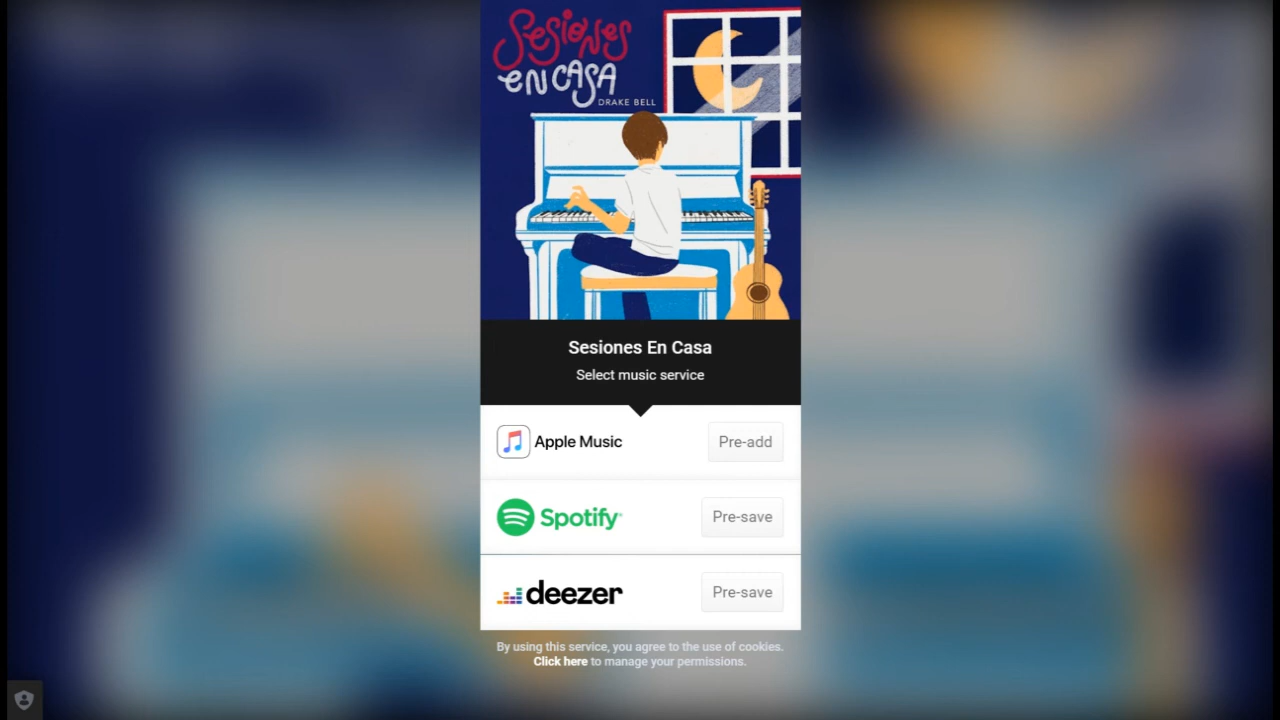 Sesiones
en CASA
DRAKE BELL
Sesiones En Casa
Select music service
Apple Music
Pre-add
Spotify
Pre-save
deezer
Pre-save
By using this service, you agree to the use of cookies.
Click here to manage your permissions.